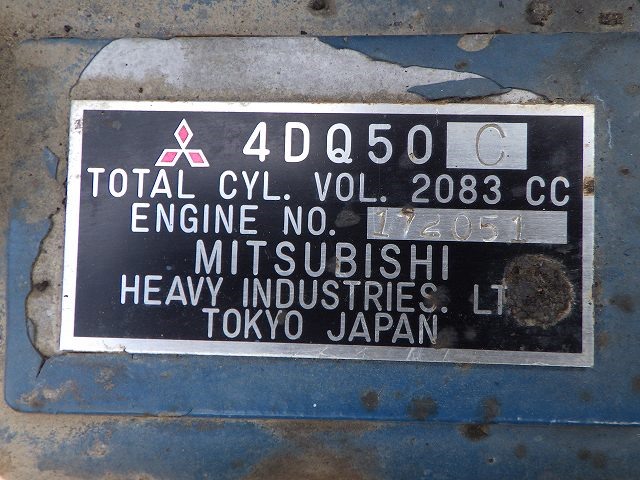 4DQ50 C
TOTAL CYL. VOL. 2083 CC
ENGINE NO. 172051
MITSUBISHI
HEAVY INDUSTRIES. LT
TOKYO JAPAN